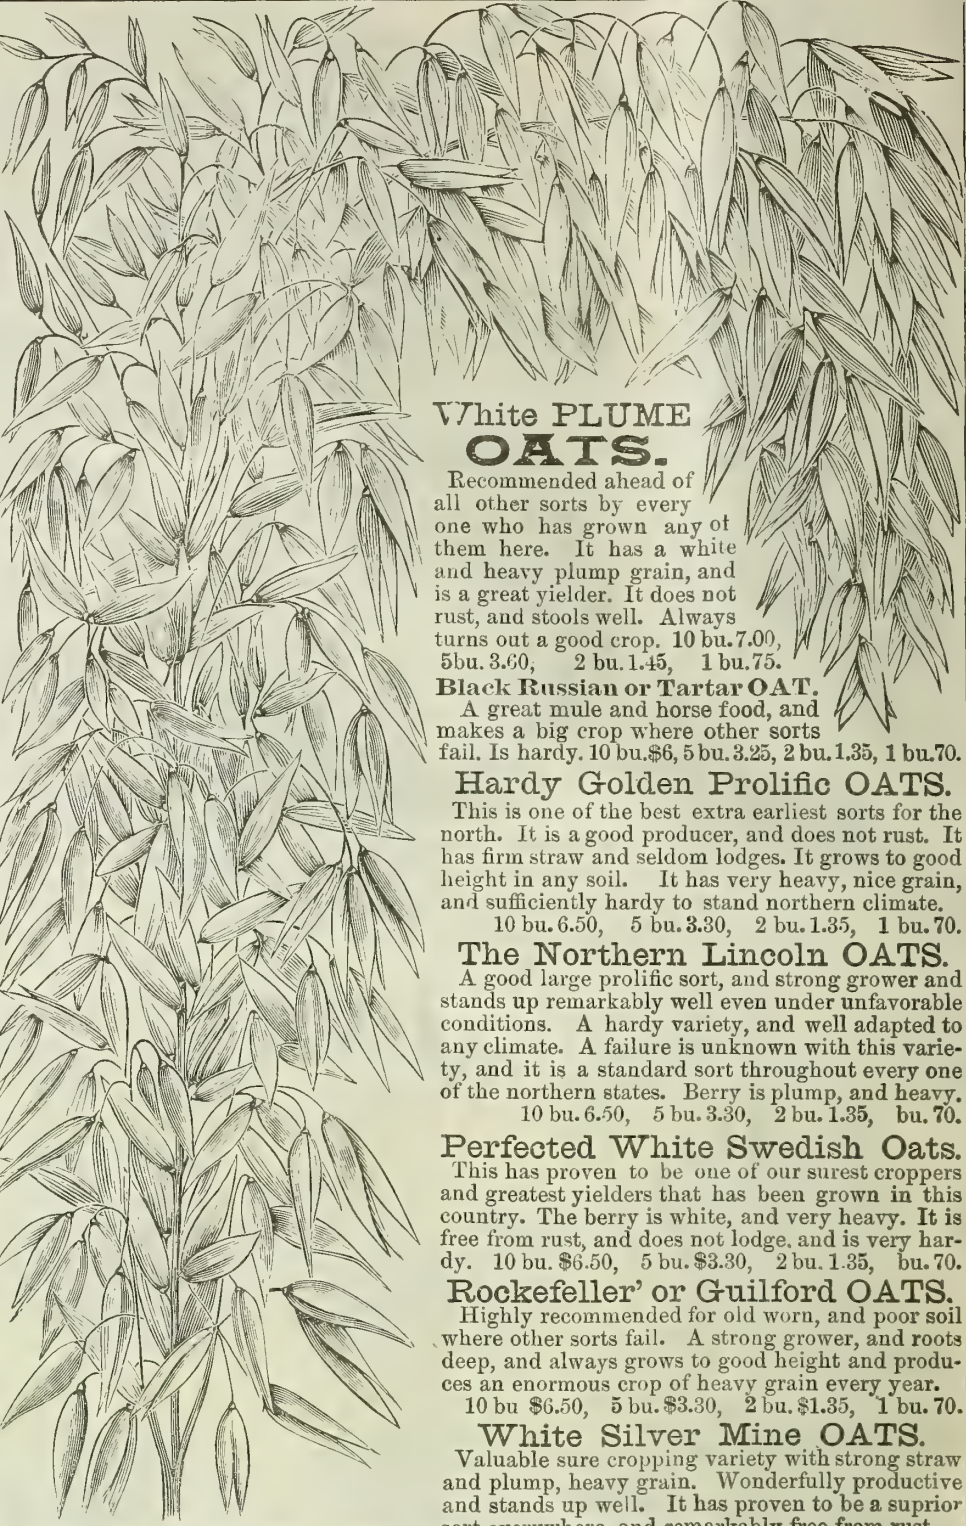 White PLUME
OATS.
Recommended ahead of
all other sorts by every
one who has grown any of
them here. It has a white
and heavy plump grain, and
is a great yielder. It does not
rust, and stools well. Always
turns out a good crop. 10 bu. 7.00,
5bu. 3.60, 2 bu. 1.45, 1 bu. 75.
Black Russian or Tartar OAT.
A great mule and horse food, and
makes a big crop where other sorts
fail. Is hardy. 10 bu. $6, 5 bu. 3.25, 2 bu. 1.35, 1 bu. 70.
Hardy Golden Prolific OATS.
This is one of the best extra earliest sorts for the
north. It is a good producer, and does not rust. It
has firm straw and seldom lodges. It grows to good
height in any soil. It has very heavy, nice grain,
and sufficiently hardy to stand northern climate.
10 bu. 6.50, 5 bu. 3.30, 2 bu. 1.35, 1 bu. 70.
The Northern Lincoln OATS.
A good large prolific sort, and strong grower and
stands up remarkably well even under unfavorable
conditions. A hardy variety, and well adapted to
any climate. A failure is unknown with this varie-
ty, and it is a standard sort throughout every one
of the northern states. Berry is plump, and heavy.
10 bu. 6.50, 5 bu. 3.30, 2 bu. 1.35, bu. 70.
Perfected White Swedish Oats.
This has proven to be one of our surest croppers
and greatest yielders that has been grown in this
country. The berry is white, and very heavy. It is
free from rust, and does not lodge, and is very har-
dy. 10 bu. $6.50, 5 bu. $3.30, 2 bu. 1.35, bu. 70.
Rockefeller' or Guilford OATS.
Highly recommended for old worn, and poor soil
where other sorts fail. A strong grower, and roots
deep, and always grows to good height and produ-
ces an enormous crop of heavy grain every year.
10 bu $6.50, 5 bu. $3.30, 2 bu. $1.35, 1 bu. 70.
White Silver Mine OATS.
Valuable sure cropping variety with strong straw
and plump, heavy grain. Wonderfully productive
and stands up well. It has proven to be a suprior
sort everywhere, and remarkably free from rust